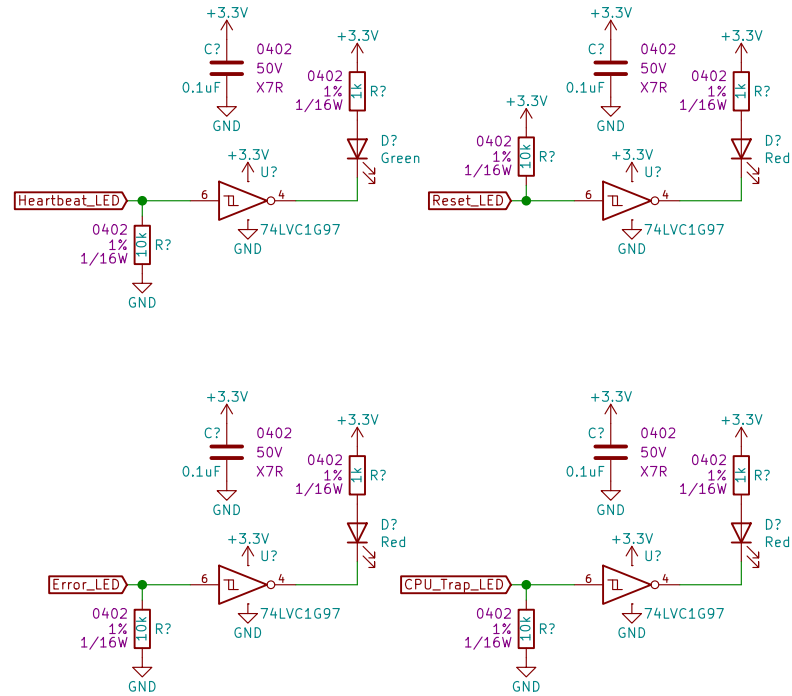 +3.3V
C?
0.1uF
0402
50V
X7R
GND
+3.3V
0402
1%
1/16W
1k
R?
D?
Green
+3.3V
U?
Heartbeat_LED
6
4
GND
74LVC1G97
0402
1%
1/16W
10k
R?
GND
+3.3V
C?
0.1uF
0402
50V
X7R
GND
+3.3V
0402
1%
1/16W
1k
R?
D?
Red
+3.3V
0402
1%
1/16W
10k
R?
+3.3V
U?
Reset_LED
6
4
GND
74LVC1G97
+3.3V
C?
0.1uF
0402
50V
X7R
GND
+3.3V
0402
1%
1/16W
1k
R?
D?
Red
+3.3V
U?
Error_LED
6
4
GND
74LVC1G97
0402
1%
1/16W
10k
R?
GND
+3.3V
C?
0.1uF
0402
50V
X7R
GND
+3.3V
0402
1%
1/16W
1k
R?
D?
Red
+3.3V
U?
CPU_Trap_LED
6
4
GND
74LVC1G97
0402
1%
1/16W
10k
R?
GND